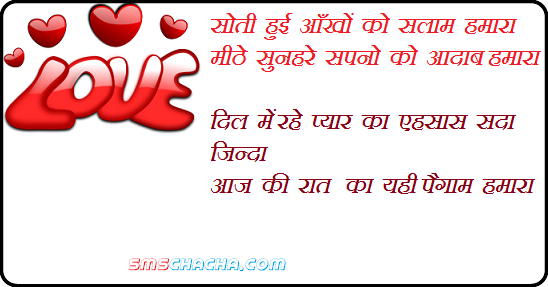 LOVE
सोती हुई आँखों को सलाम हमारा
मीठे सुनहरे सपनो को आदाब हमारा
दिल में रहे प्यार का एहसास सदा
जिन्दा
आज की रात का यही पैगाम हमारा
SMSCHACHA.COM